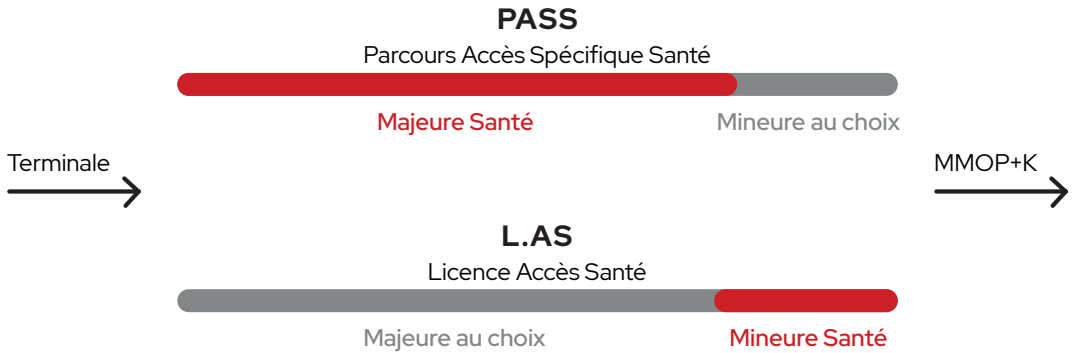 PASS
Parcours Accès Spécifique Santé
Majeure Santé
Mineure au choix
Terminale
MMOP+K
L.AS
Licence Accès Santé
Majeure au choix
Mineure Santé